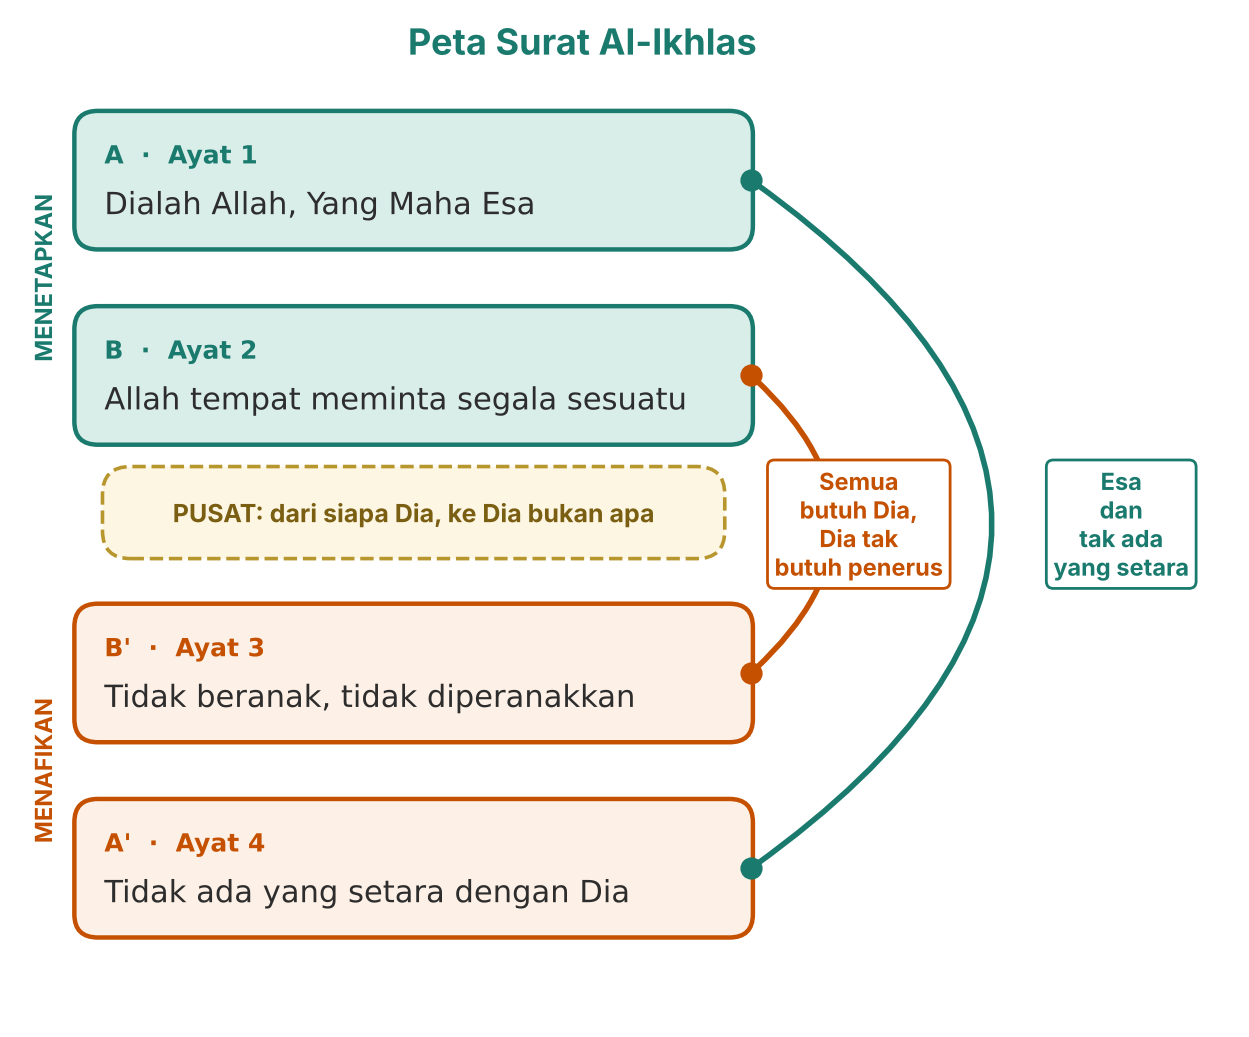 Peta Surat Al-Ikhlas
MENETAPKAN
A · Ayat 1
Dialah Allah, Yang Maha Esa
B · Ayat 2
Allah tempat meminta segala sesuatu
PUSAT: dari siapa Dia, ke Dia bukan apa
Semua
butuh Dia,
Dia tak
butuh penerus
Esa
dan
tak ada
yang setara
MENAFIKAN
B' · Ayat 3
Tidak beranak, tidak diperanakkan
A' · Ayat 4
Tidak ada yang setara dengan Dia